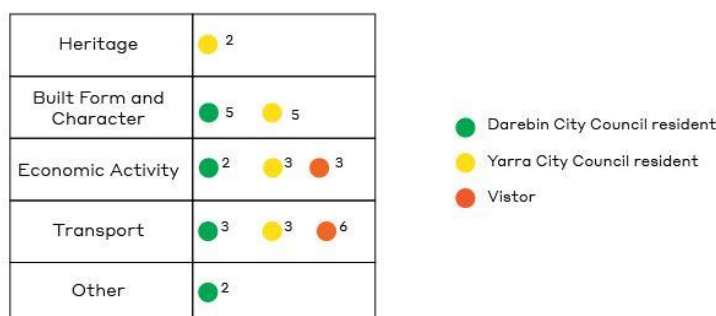 Heritage 2
Built Form and
Character 5 5
Economic Activity 2 3 3
Transport 3 3 6
Other 2
Darebin City Council resident
Yarra City Council resident
Vistor